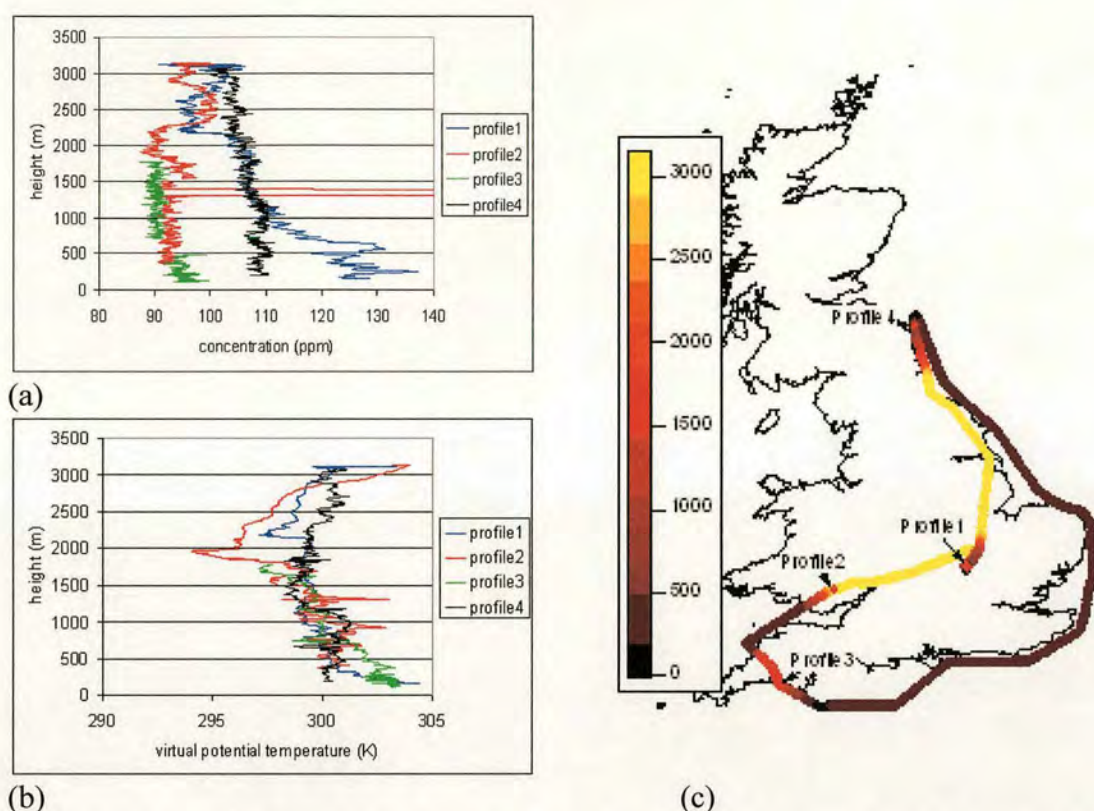 3500
3000
2500
2000
1500
1000
500
0
height (m)
80 90 100 110 120 130 140
concentration (ppm)
profile1
profile2
profile3
profile4
(a)
3500
3000
2500
2000
1500
1000
500
0
height (m)
290 295 300 305
virtual potential temperature (K)
profile1
profile2
profile3
profile4
(b)
3000
2500
2000
1500
1000
500
0
Profile 4
Profile 1
Profile 2
Profile 3
(c)